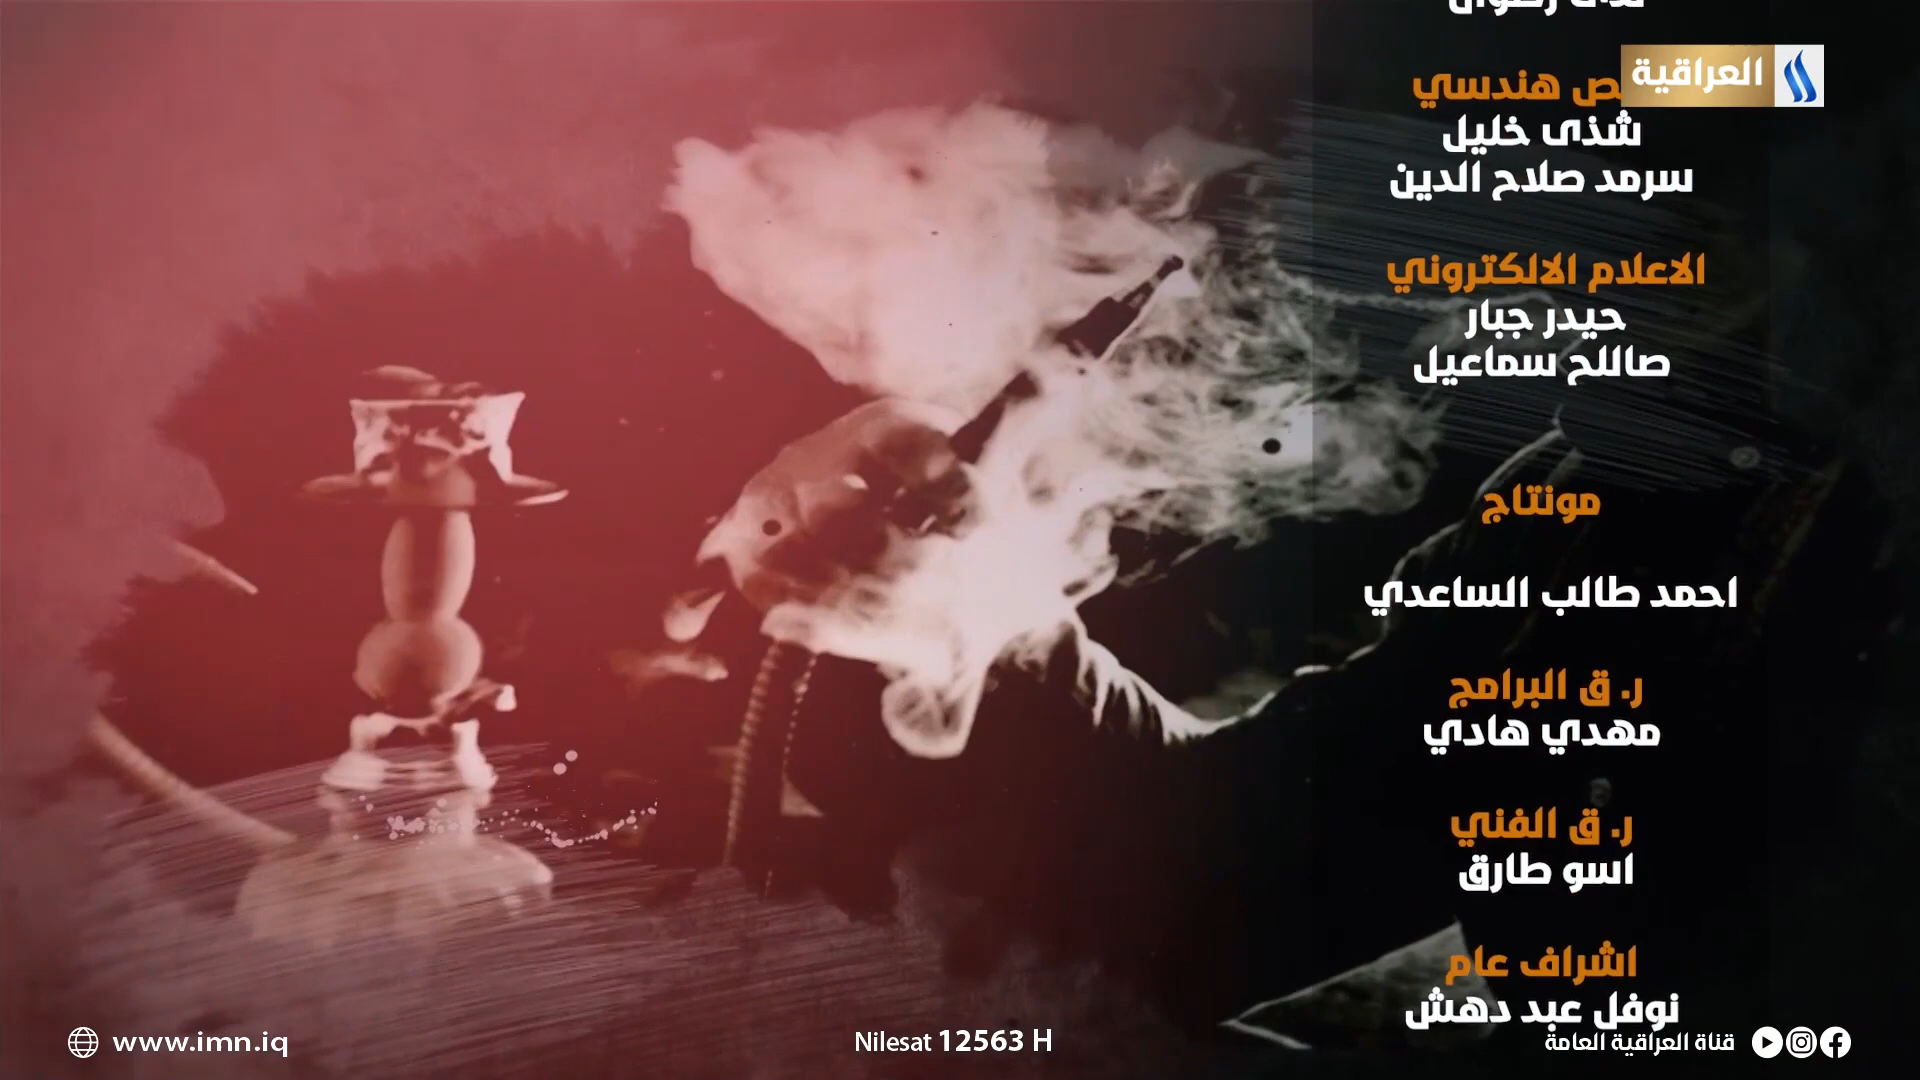 العراقية
هندسي
شذى خليل
سرمد صلاح الدين
الاعلام الالكتروني
حيدر جبار
صاللح سماعيل
مونتاج
احمد طالب الساعدي
ر. ق البرامج
مهدي هادي
ر. ق الفني
اسو طارق
اشراف عام
نوفل عبد دهش
www.imn.iq
Nilesat 12563 H
قناة العراقية العامة